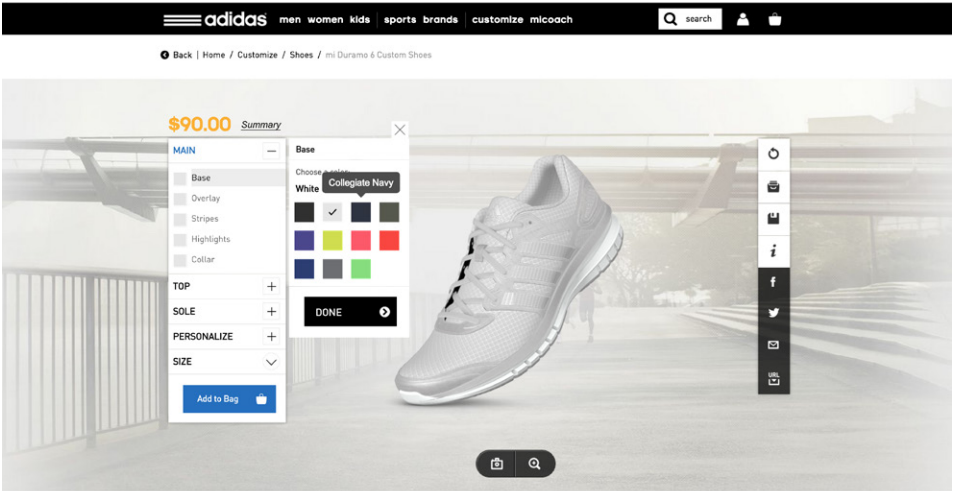 adidas men women kids sports brands customize micoach search
Back | Home / Customize / Shoes / mi Duramo 6 Custom Shoes
$90.00 Summary
MAIN
Base
Overlay
Stripes
Highlights
Collar
TOP
SOLE
PERSONALIZE
SIZE
Add to Bag
Base
Choose a
Collegiate Navy
White
DONE
URL